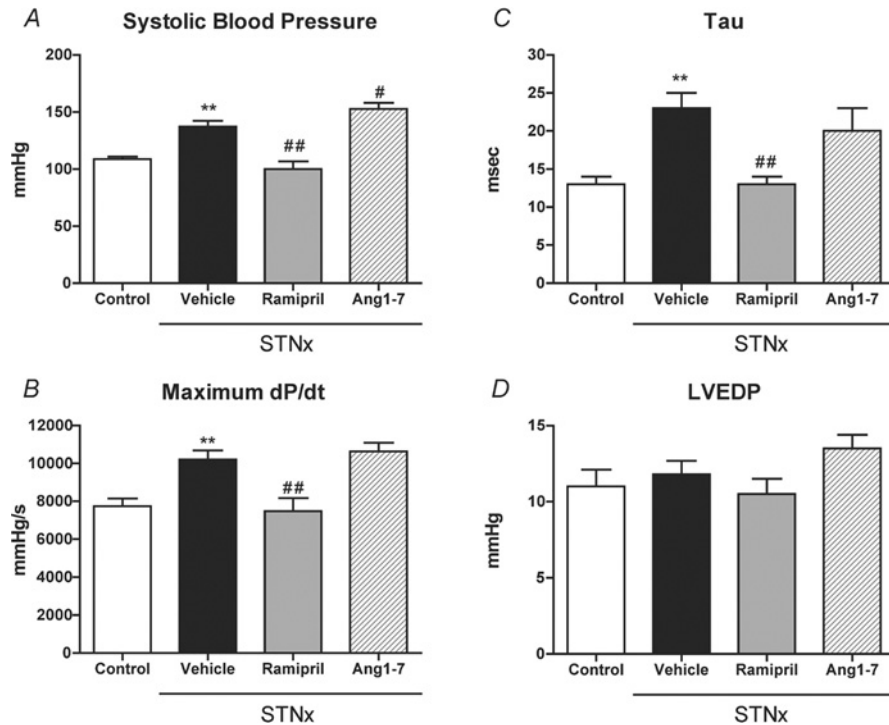 A Systolic Blood Pressure
200
150
100
50
0
mmHg
**
##
#
Control Vehicle Ramipril Ang1-7
STNx
B Maximum dP/dt
12000
10000
8000
6000
4000
2000
0
mmHg/s
**
##
Control Vehicle Ramipril Ang1-7
STNx
C Tau
30
25
20
15
10
5
0
msec
**
##
Control Vehicle Ramipril Ang1-7
STNx
D LVEDP
15
10
5
0
mmHg
Control Vehicle Ramipril Ang1-7
STNx